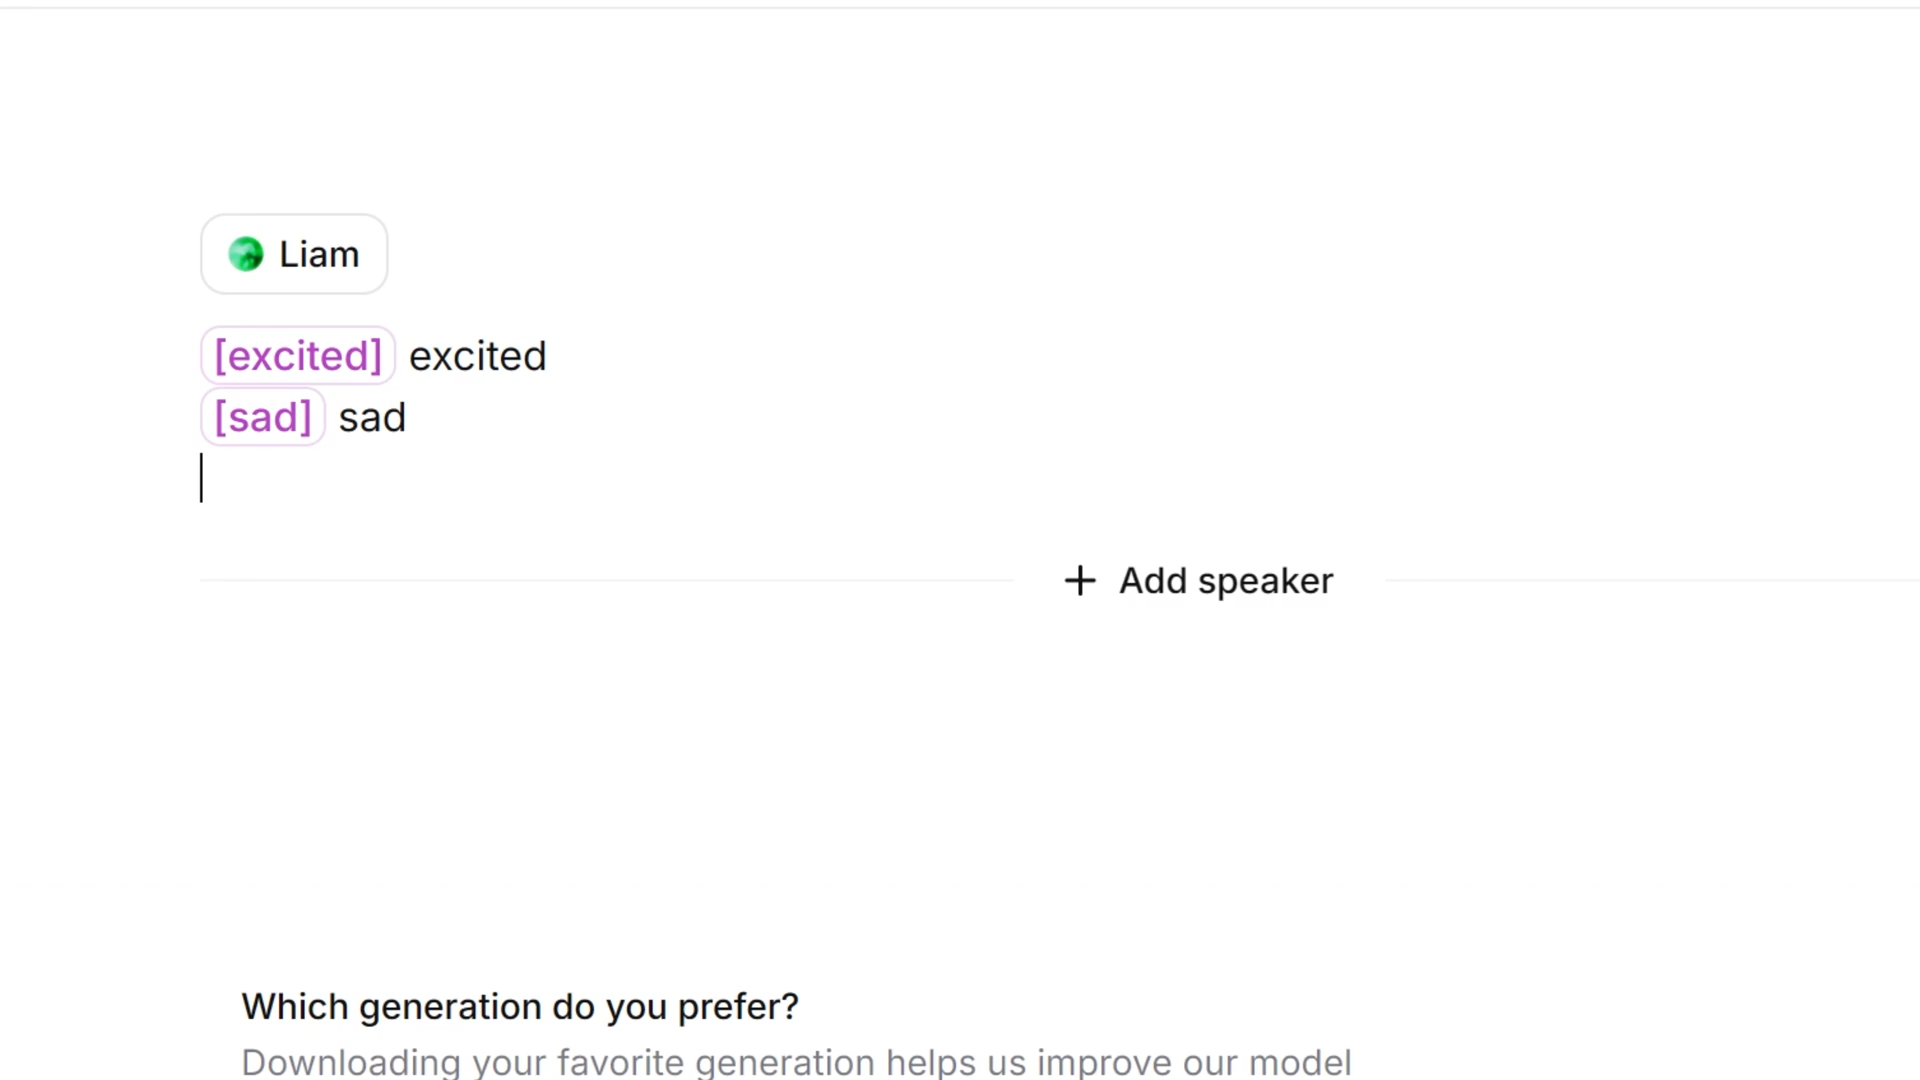 Liam
[excited] excited
[sad] sad
+ Add speaker
Which generation do you prefer?
Downloading your favorite generation helps us improve our model